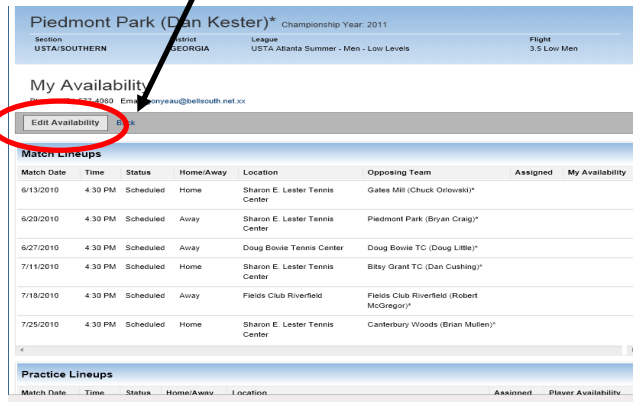 Piedmont Park (Dan Kester)* Championship Year: 2011
Section District League Flight
USTA/SOUTHERN GEORGIA USTA Atlanta Summer - Men - Low Levels 3.5 Low Men
My Availability
Edit Availability Back
Match Lineups
Match Date Time Status Home/Away Location Opposing Team Assigned My Availability
6/13/2010 4:30 PM Scheduled Home Sharon E. Lester Tennis Center Gates Mill (Chuck Orlowski)*
6/20/2010 4:30 PM Scheduled Away Sharon E. Lester Tennis Center Piedmont Park (Bryan Craig)*
6/27/2010 4:30 PM Scheduled Away Doug Bowie Tennis Center Doug Bowie TC (Doug Little)*
7/11/2010 4:30 PM Scheduled Home Sharon E. Lester Tennis Center Bitsy Grant TC (Dan Cushing)*
7/18/2010 4:30 PM Scheduled Away Fields Club Riverfield Fields Club Riverfield (Robert McGregor)*
7/25/2010 4:30 PM Scheduled Home Sharon E. Lester Tennis Center Canterbury Woods (Brian Mullen)*
Practice Lineups
Match Date Time Status Home/Away Location Assigned Player Availability